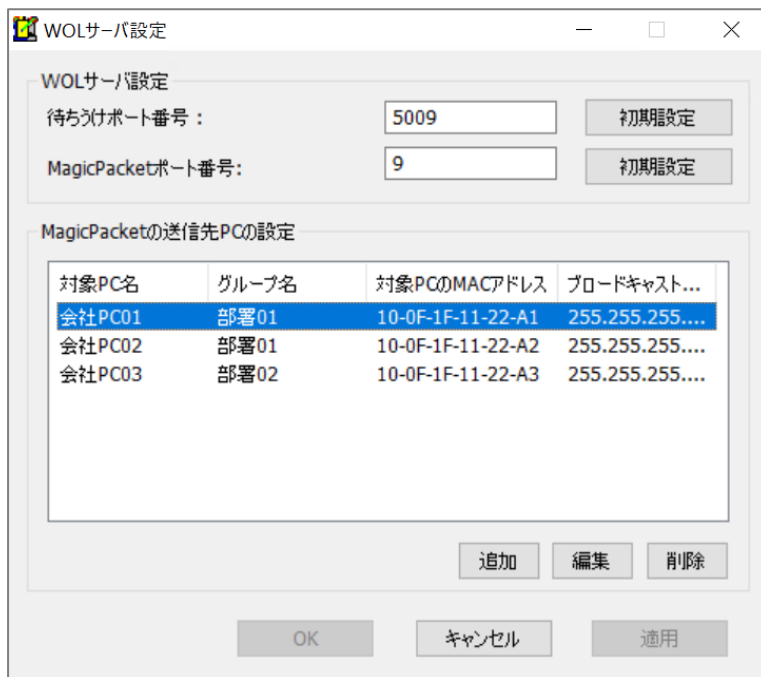 WOLサーバ設定
WOLサーバ設定
待ちうけポート番号： 5009 初期設定
MagicPacketポート番号: 9 初期設定
MagicPacketの送信先PCの設定
対象PC名 グループ名 対象PCのMACアドレス ブロードキャスト...
会社PC01 部署01 10-0F-1F-11-22-A1 255.255.255....
会社PC02 部署01 10-0F-1F-11-22-A2 255.255.255....
会社PC03 部署02 10-0F-1F-11-22-A3 255.255.255....
追加 編集 削除
OK キャンセル 適用